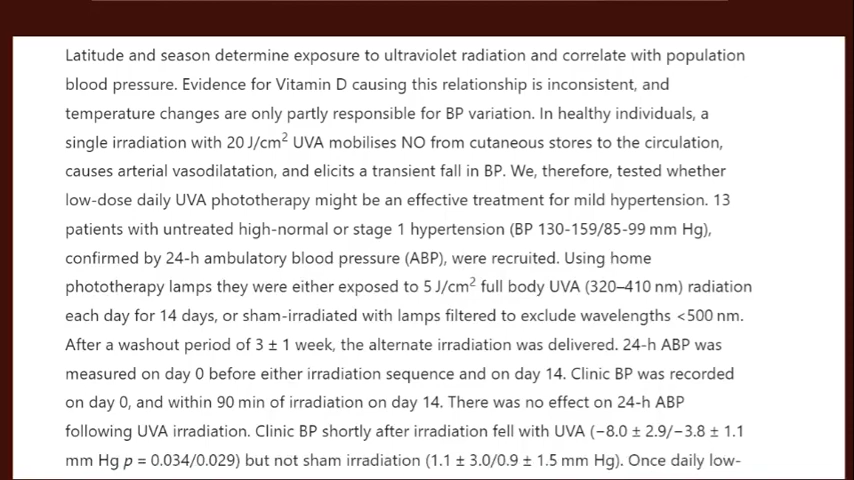 Latitude and season determine exposure to ultraviolet radiation and correlate with population
blood pressure. Evidence for Vitamin D causing this relationship is inconsistent, and
temperature changes are only partly responsible for BP variation. In healthy individuals, a
single irradiation with 20 J/cm² UVA mobilises NO from cutaneous stores to the circulation,
causes arterial vasodilatation, and elicits a transient fall in BP. We, therefore, tested whether
low-dose daily UVA phototherapy might be an effective treatment for mild hypertension. 13
patients with untreated high-normal or stage 1 hypertension (BP 130-159/85-99 mm Hg),
confirmed by 24-h ambulatory blood pressure (ABP), were recruited. Using home
phototherapy lamps they were either exposed to 5 J/cm² full body UVA (320–410 nm) radiation
each day for 14 days, or sham-irradiated with lamps filtered to exclude wavelengths <500 nm.
After a washout period of 3 ± 1 week, the alternate irradiation was delivered. 24-h ABP was
measured on day 0 before either irradiation sequence and on day 14. Clinic BP was recorded
on day 0, and within 90 min of irradiation on day 14. There was no effect on 24-h ABP
following UVA irradiation. Clinic BP shortly after irradiation fell with UVA (−8.0 ± 2.9/−3.8 ± 1.1
mm Hg p = 0.034/0.029) but not sham irradiation (1.1 ± 3.0/0.9 ± 1.5 mm Hg). Once daily low-